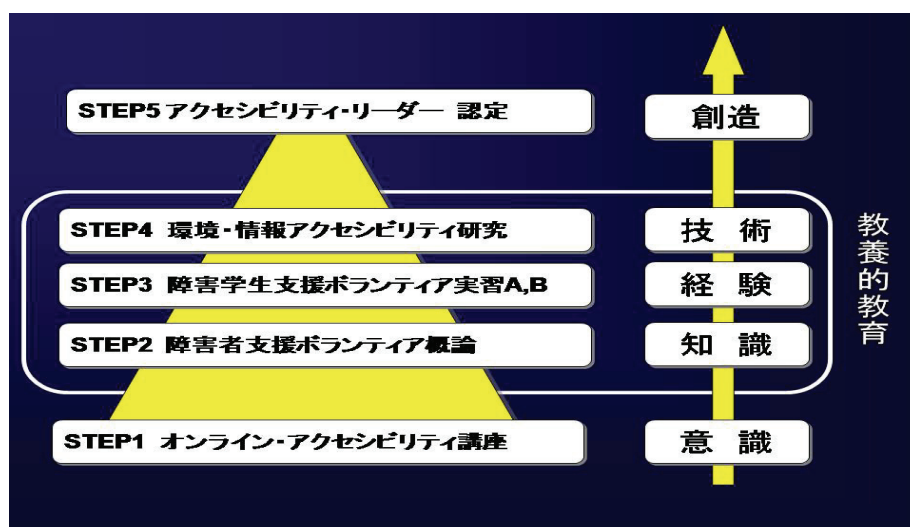 STEP5 アクセシビリティ・リーダー 認定
創造
STEP4 環境・情報アクセシビリティ研究
技 術
STEP3 障害学生支援ボランティア実習A,B
経 験
STEP2 障害者支援ボランティア概論
知 識
STEP1 オンライン・アクセシビリティ講座
意 識
教養的教育